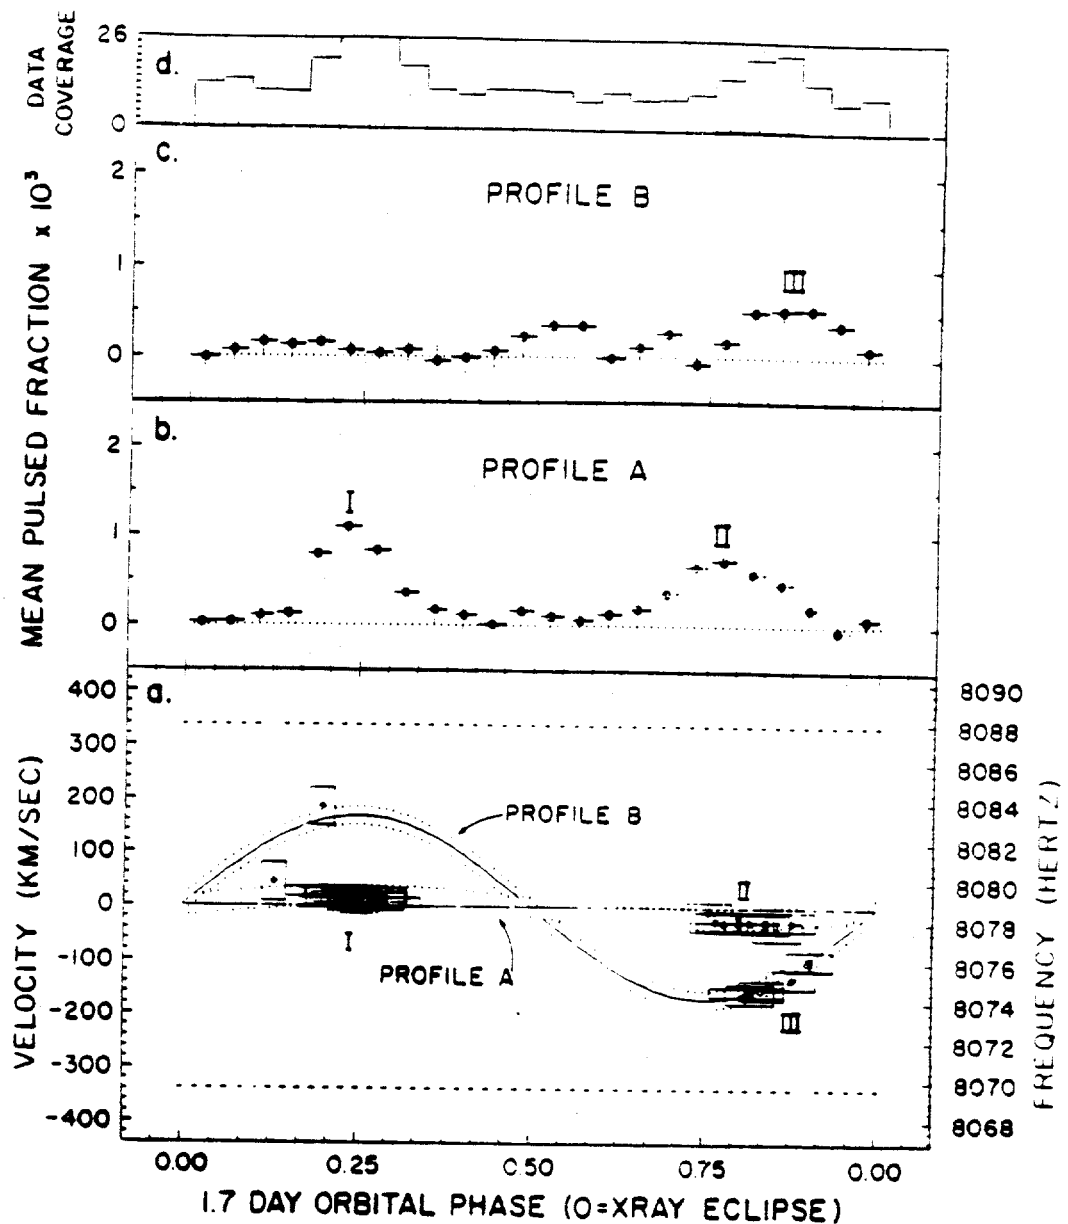 DATA COVERAGE
26
0
d.
MEAN PULSED FRACTION x 10³
c.
2
1
0
PROFILE B
III
b.
2
1
0
PROFILE A
I
II
VELOCITY (KM/SEC)
a.
400
300
200
100
0
-100
-200
-300
-400
PROFILE B
PROFILE A
I
II
III
8090
8088
8086
8084
8082
8080
8078
8076
8074
8072
8070
8068
FREQUENCY (HERTZ)
0.00 0.25 0.50 0.75 0.00
1.7 DAY ORBITAL PHASE (0=XRAY ECLIPSE)